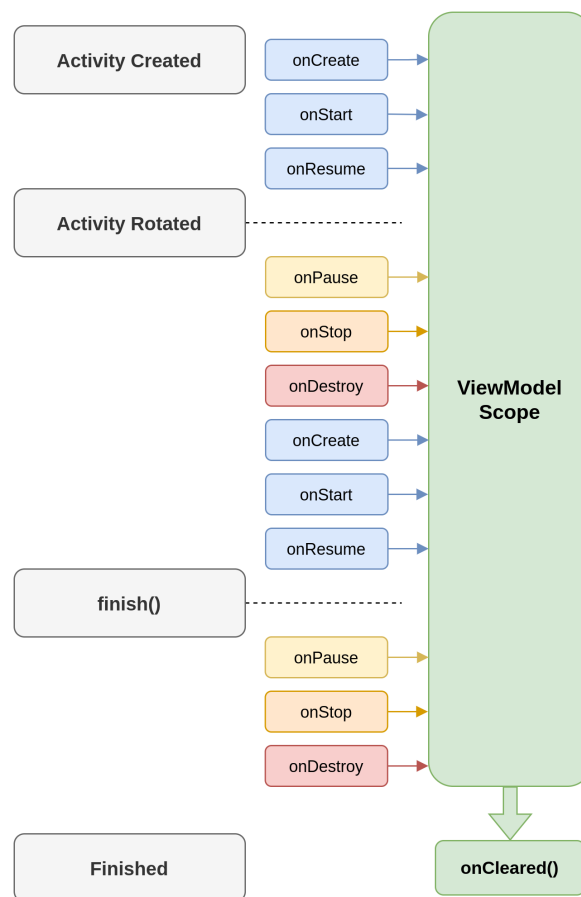 Activity Created
onCreate
onStart
onResume
Activity Rotated
onPause
onStop
onDestroy
ViewModel
Scope
onCreate
onStart
onResume
finish()
onPause
onStop
onDestroy
Finished
onCleared()